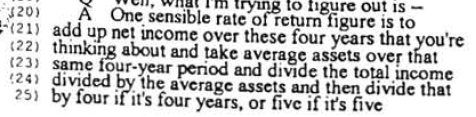 Q Well, what I'm trying to figure out is --
(20) A One sensible rate of return figure is to
(21) add up net income over these four years that you're
(22) thinking about and take average assets over that
(23) same four-year period and divide the total income
(24) divided by the average assets and then divide that
25) by four if it's four years, or five if it's five